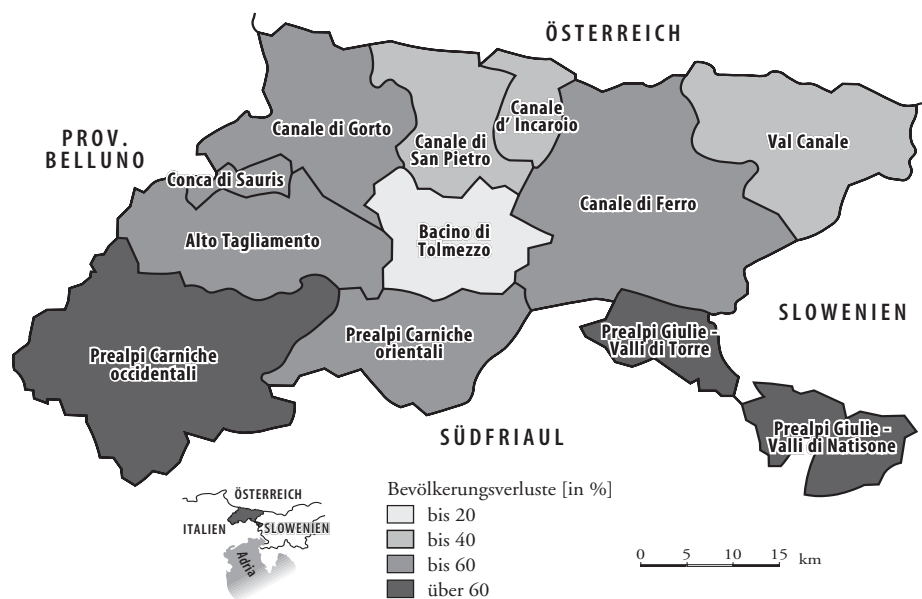 ÖSTERREICH
PROV.
BELLUNO
Canale di Gorto
Canale di
San Pietro
Canale
d' Incaroio
Val Canale
Conca di Sauris
Canale di Ferro
Alto Tagliamento
Bacino di
Tolmezzo
SLOWENIEN
Prealpi Carniche
occidentali
Prealpi Carniche
orientali
Prealpi Giulie -
Valli di Torre
Prealpi Giulie -
Valli di Natisone
SÜDFRIAUL
ÖSTERREICH
ITALIEN
SLOWENIEN
Adria
Bevölkerungsverluste [in %]
bis 20
bis 40
bis 60
über 60
0 5 10 15 km